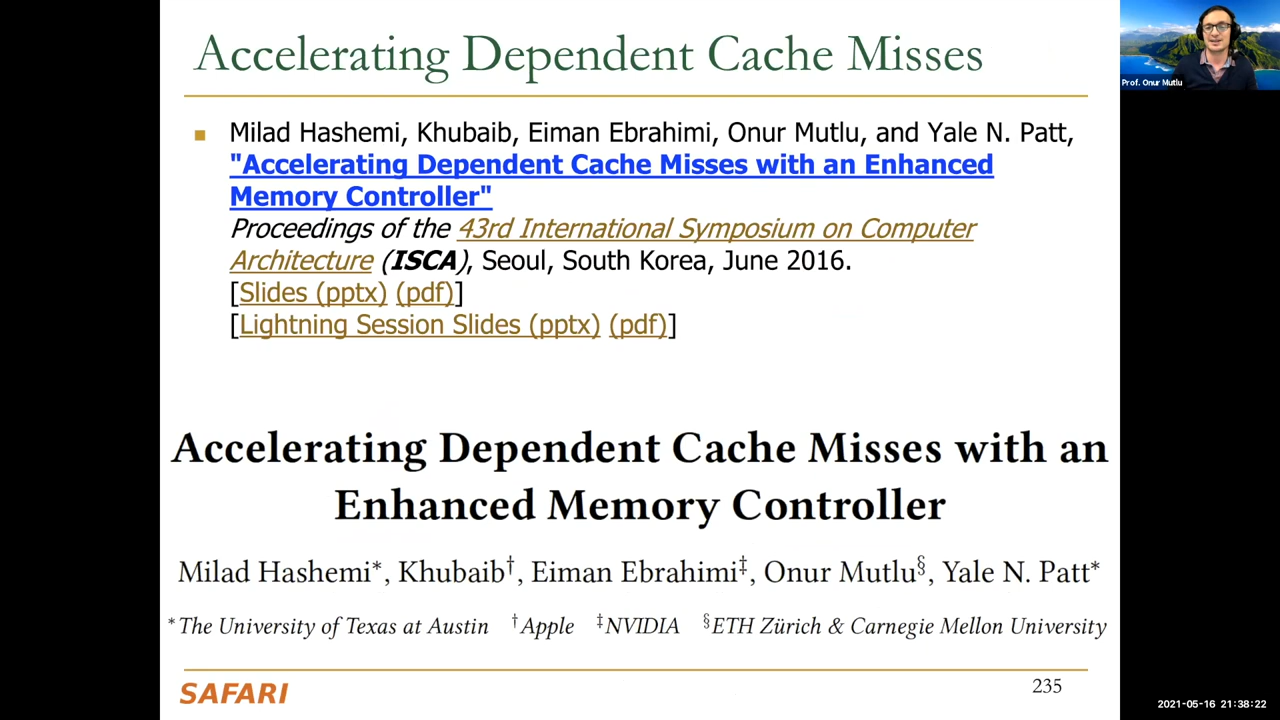 Accelerating Dependent Cache Misses
Prof. Onur Mutlu
Milad Hashemi, Khubaib, Eiman Ebrahimi, Onur Mutlu, and Yale N. Patt,
"Accelerating Dependent Cache Misses with an Enhanced
Memory Controller"
Proceedings of the 43rd International Symposium on Computer
Architecture (ISCA), Seoul, South Korea, June 2016.
[Slides (pptx) (pdf)]
[Lightning Session Slides (pptx) (pdf)]
Accelerating Dependent Cache Misses with an
Enhanced Memory Controller
Milad Hashemi*, Khubaib†, Eiman Ebrahimi‡, Onur Mutlu§, Yale N. Patt*
*The University of Texas at Austin †Apple ‡NVIDIA §ETH Zürich & Carnegie Mellon University
SAFARI
235
2021-05-16 21:38:22